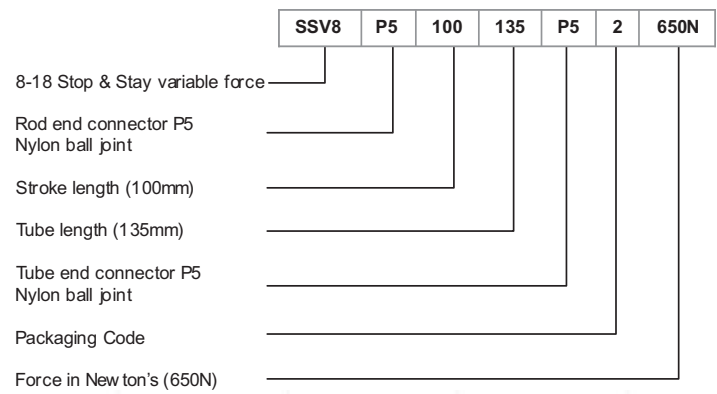 SSV8 P5 100 135 P5 2 650N
8-18 Stop & Stay variable force
Rod end connector P5
Nylon ball joint
Stroke length (100mm)
Tube length (135mm)
Tube end connector P5
Nylon ball joint
Packaging Code
Force in Newton's (650N)